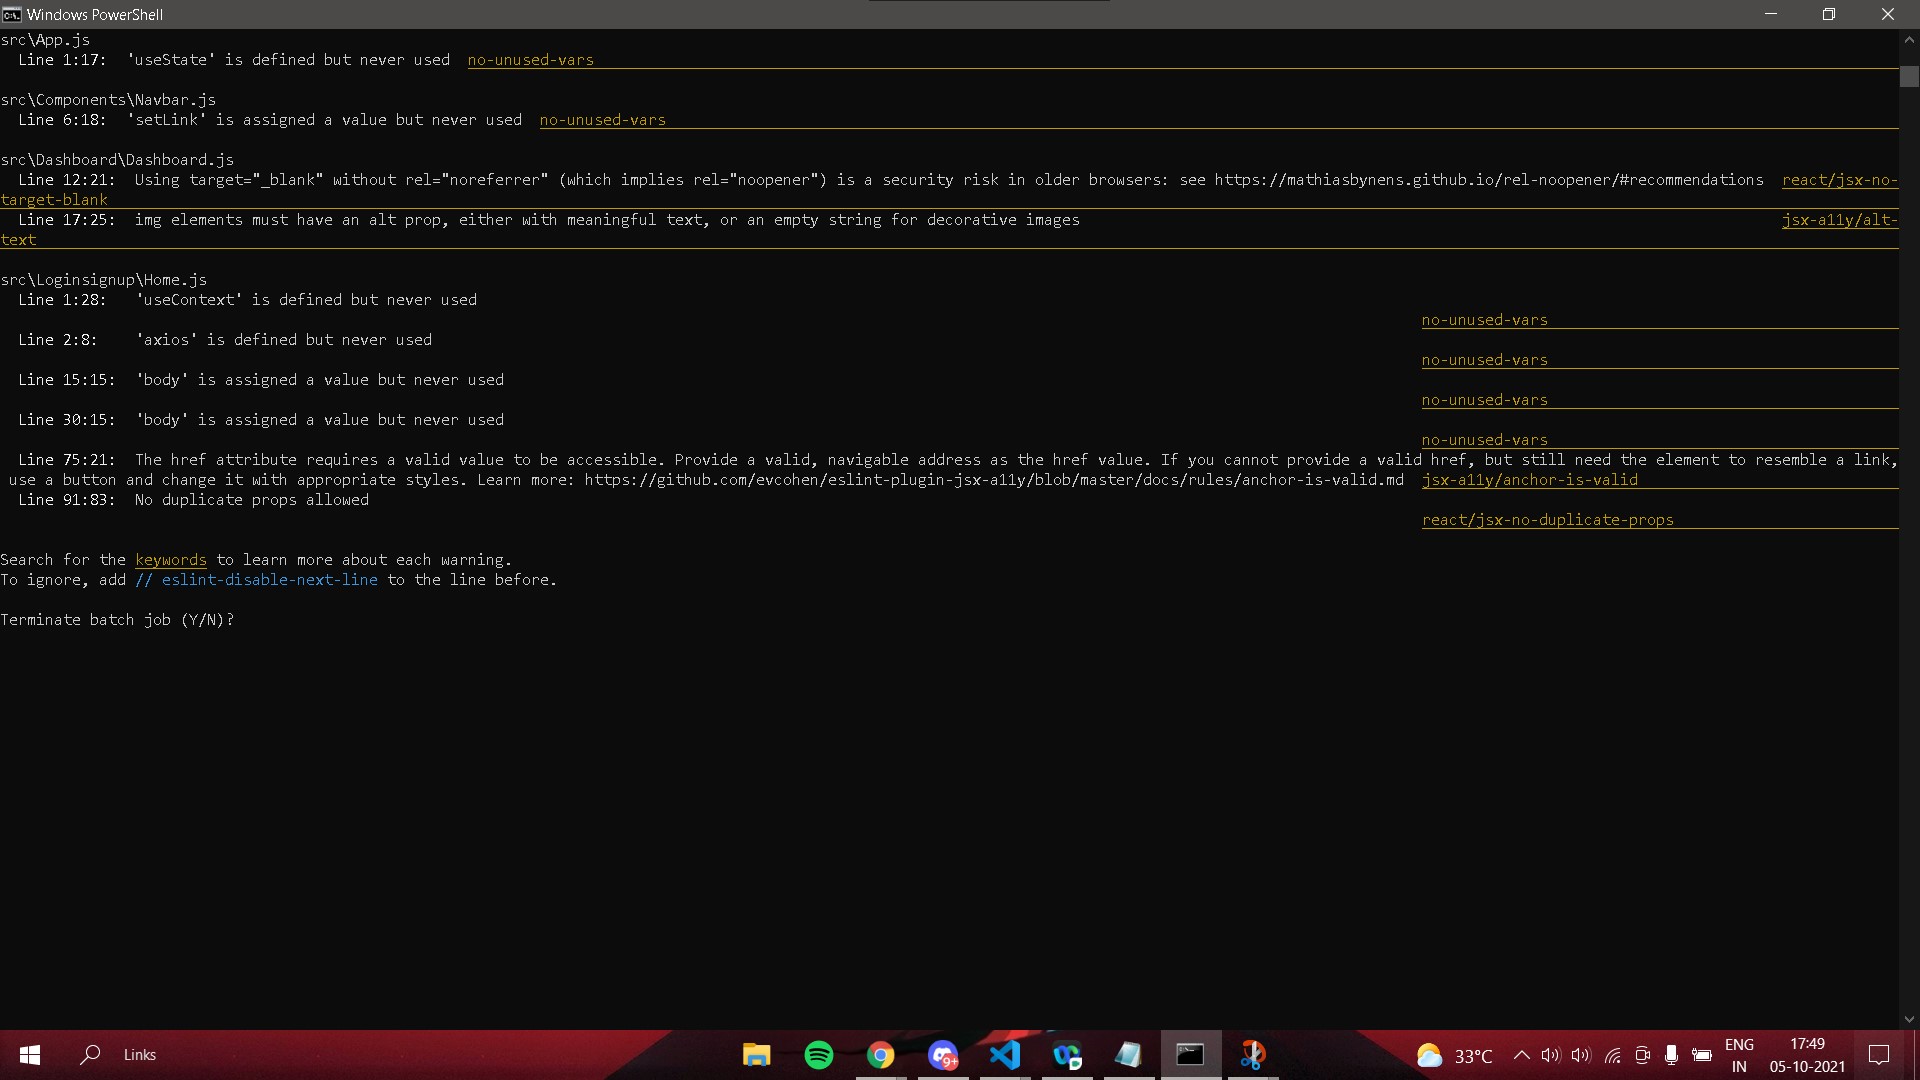 Windows PowerShell
src\App.js
Line 1:17: 'useState' is defined but never used no-unused-vars
src\Components\Navbar.js
Line 6:18: 'setLink' is assigned a value but never used no-unused-vars
src\Dashboard\Dashboard.js
Line 12:21: Using target="_blank" without rel="noreferrer" (which implies rel="noopener") is a security risk in older browsers: see https://mathiasbynens.github.io/rel-noopener/#recommendations react/jsx-no-
target-blank
Line 17:25: img elements must have an alt prop, either with meaningful text, or an empty string for decorative images jsx-a11y/alt-
text
src\Loginsignup\Home.js
Line 1:28: 'useContext' is defined but never used
no-unused-vars
Line 2:8: 'axios' is defined but never used
no-unused-vars
Line 15:15: 'body' is assigned a value but never used
no-unused-vars
Line 30:15: 'body' is assigned a value but never used
no-unused-vars
Line 75:21: The href attribute requires a valid value to be accessible. Provide a valid, navigable address as the href value. If you cannot provide a valid href, but still need the element to resemble a link,
use a button and change it with appropriate styles. Learn more: https://github.com/evcohen/eslint-plugin-jsx-a11y/blob/master/docs/rules/anchor-is-valid.md jsx-a11y/anchor-is-valid
Line 91:83: No duplicate props allowed
react/jsx-no-duplicate-props
Search for the keywords to learn more about each warning.
To ignore, add // eslint-disable-next-line to the line before.
Terminate batch job (Y/N)?
Links
9+
33°C
ENG
IN
17:49
05-10-2021